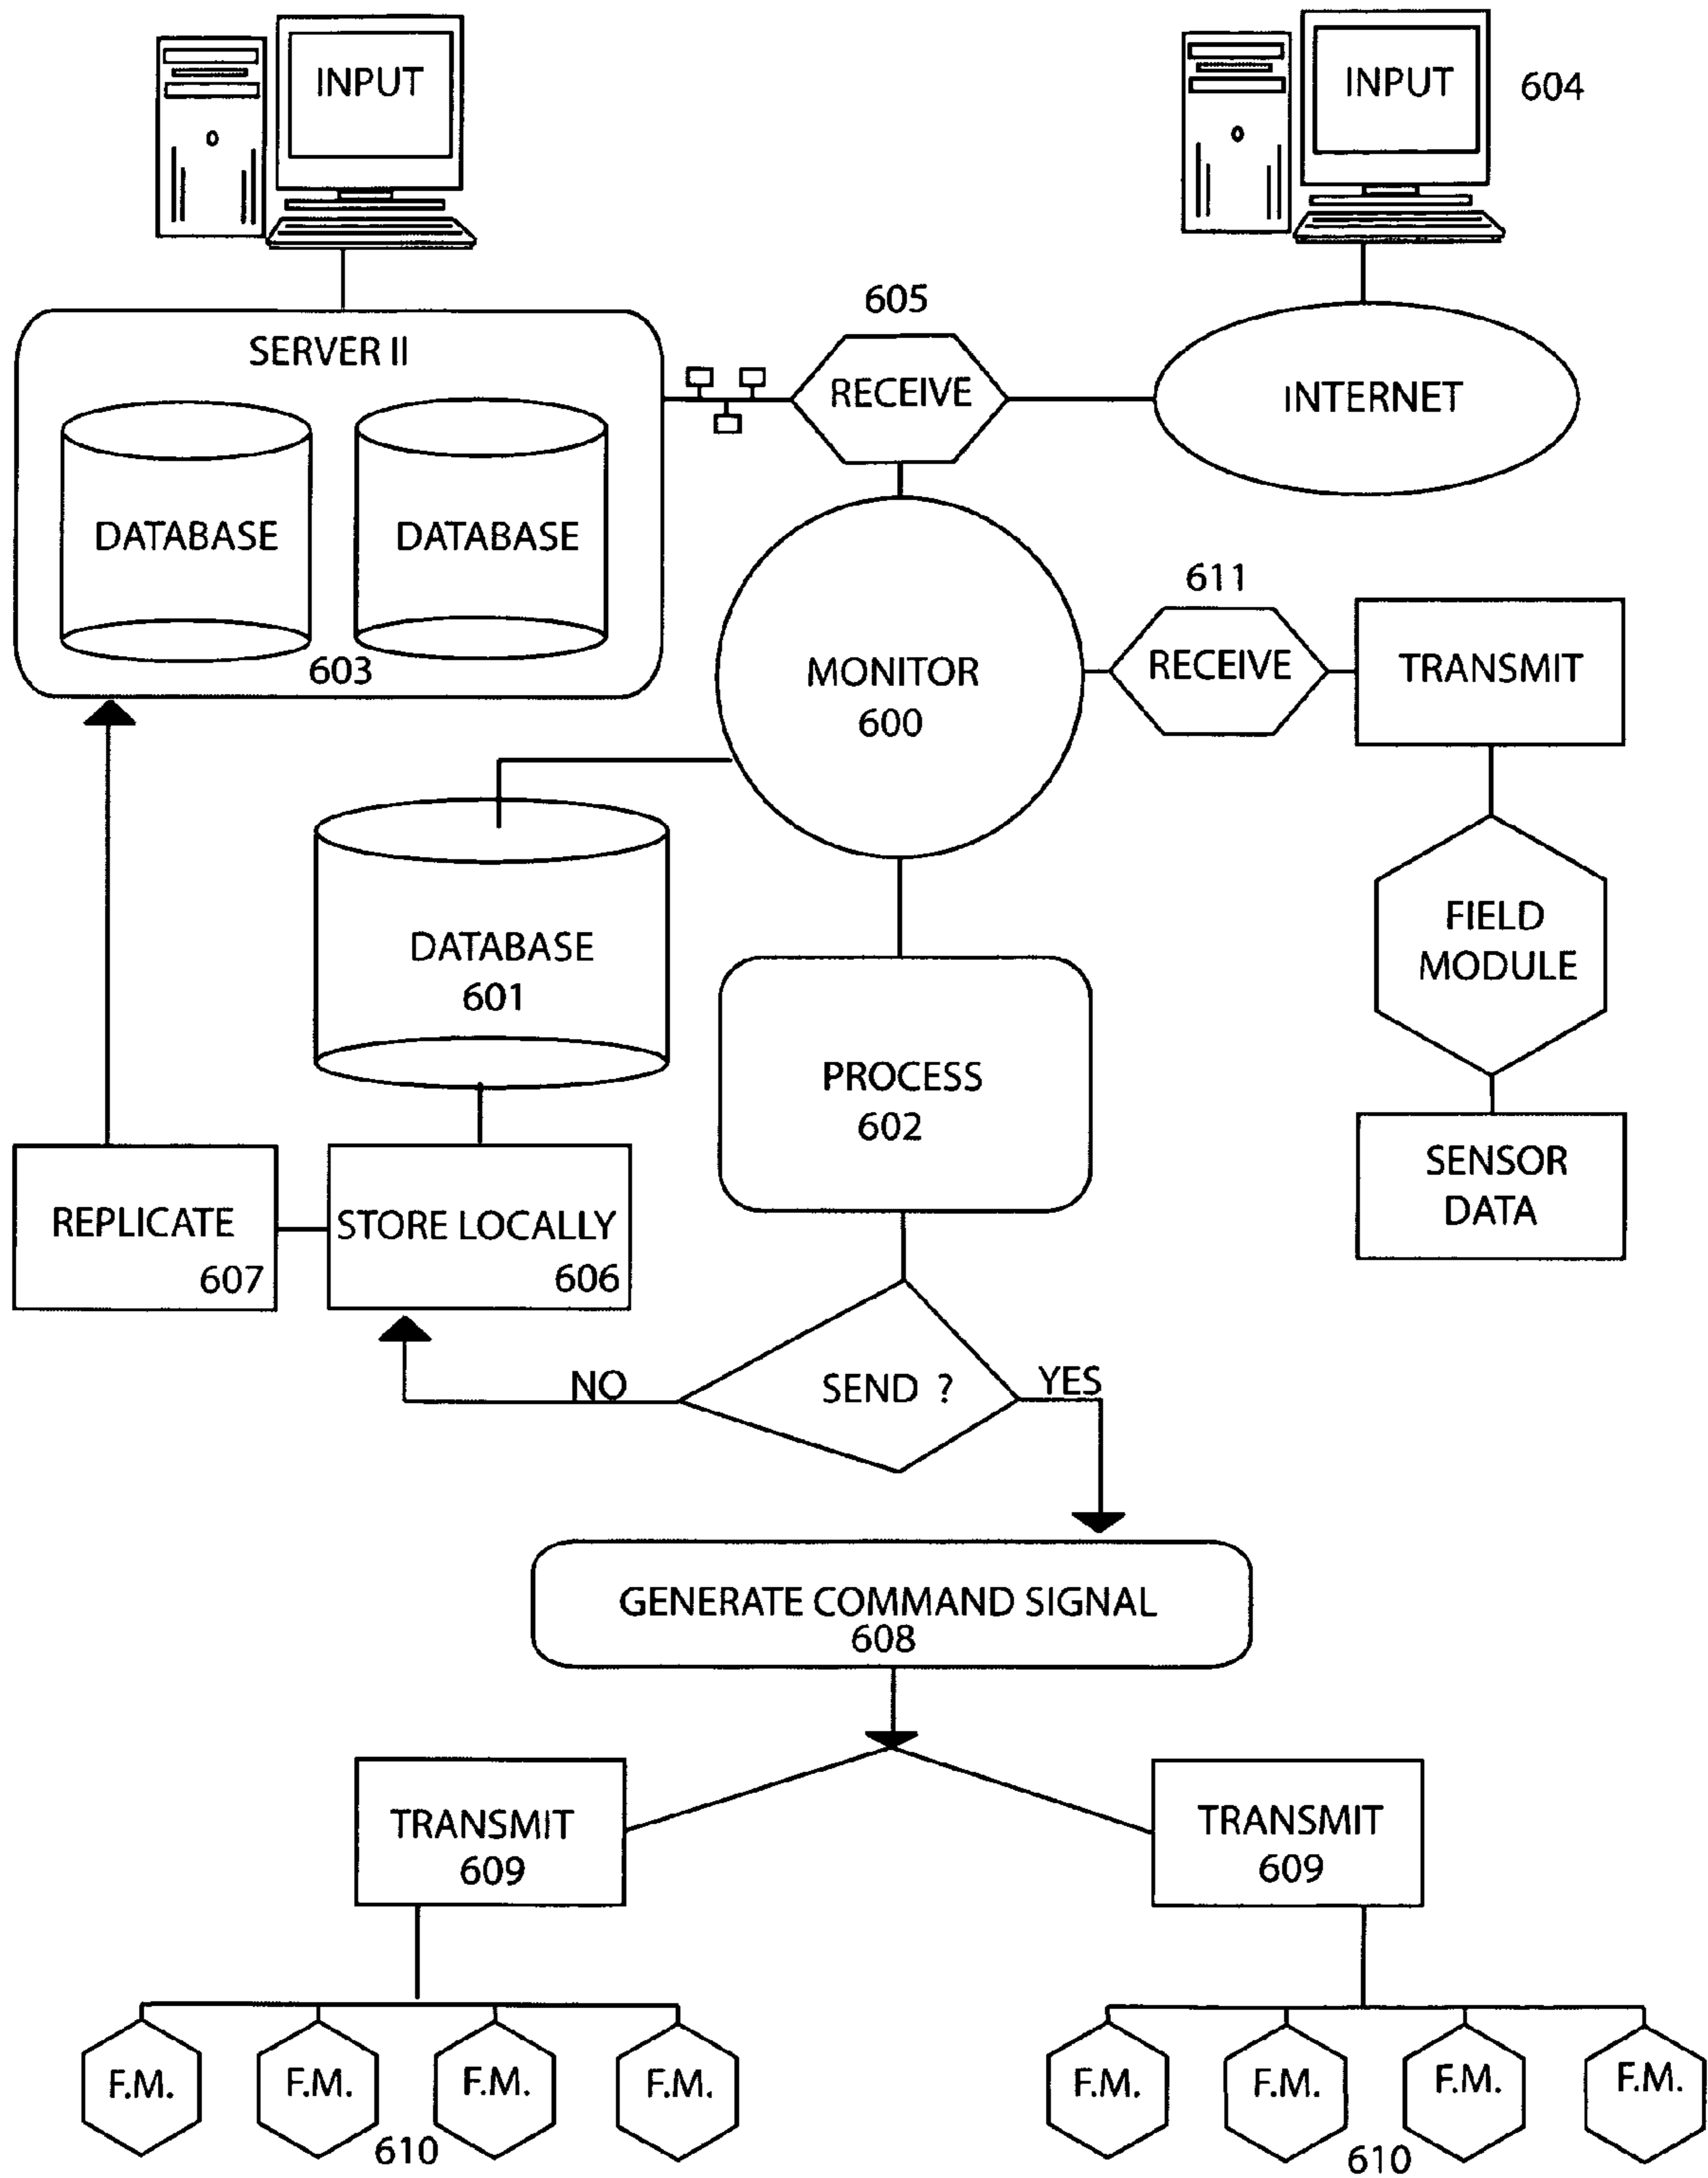 INPUT
INPUT
604
605
SERVER II
RECEIVE
INTERNET
DATABASE
DATABASE
603
611
MONITOR
600
RECEIVE
TRANSMIT
DATABASE
601
FIELD
MODULE
PROCESS
602
SENSOR
DATA
REPLICATE
607
STORE LOCALLY
606
NO
SEND ?
YES
GENERATE COMMAND SIGNAL
608
TRANSMIT
609
TRANSMIT
609
F.M.
F.M.
F.M.
F.M.
610
F.M.
F.M.
F.M.
F.M.
610